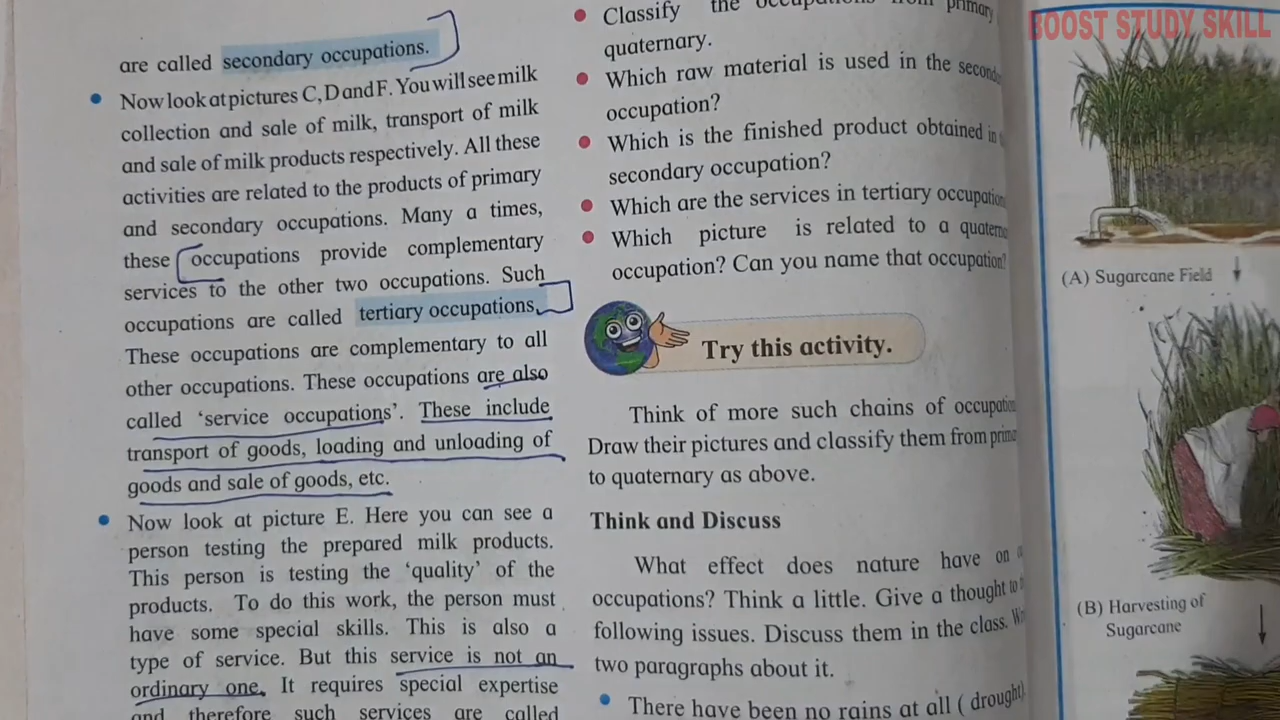 are called secondary occupations.
Now look at pictures C, D and F. You will see milk
collection and sale of milk, transport of milk
and sale of milk products respectively. All these
activities are related to the products of primary
and secondary occupations. Many a times,
these occupations provide complementary
services to the other two occupations. Such
occupations are called tertiary occupations.
These occupations are complementary to all
other occupations. These occupations are also
called ‘service occupations’. These include
transport of goods, loading and unloading of
goods and sale of goods, etc.
Now look at picture E. Here you can see a
person testing the prepared milk products.
This person is testing the ‘quality’ of the
products. To do this work, the person must
have some special skills. This is also a
type of service. But this service is not an
ordinary one. It requires special expertise
and therefore such services are called
Classify the occupations from primary
quaternary.
Which raw material is used in the
occupation?
Which is the finished product obtained in
secondary occupation?
Which are the services in tertiary occupation
Which picture is related to a
occupation? Can you name that occupation?
Try this activity.
Think of more such chains of
Draw their pictures and classify them from
to quaternary as above.
Think and Discuss
What effect does nature have on
occupations? Think a little. Give a thought to
following issues. Discuss them in the class.
two paragraphs about it.
There have been no rains at all ( drought)
BOOST STUDY SKILL
(A) Sugarcane Field
(B) Harvesting of
Sugarcane